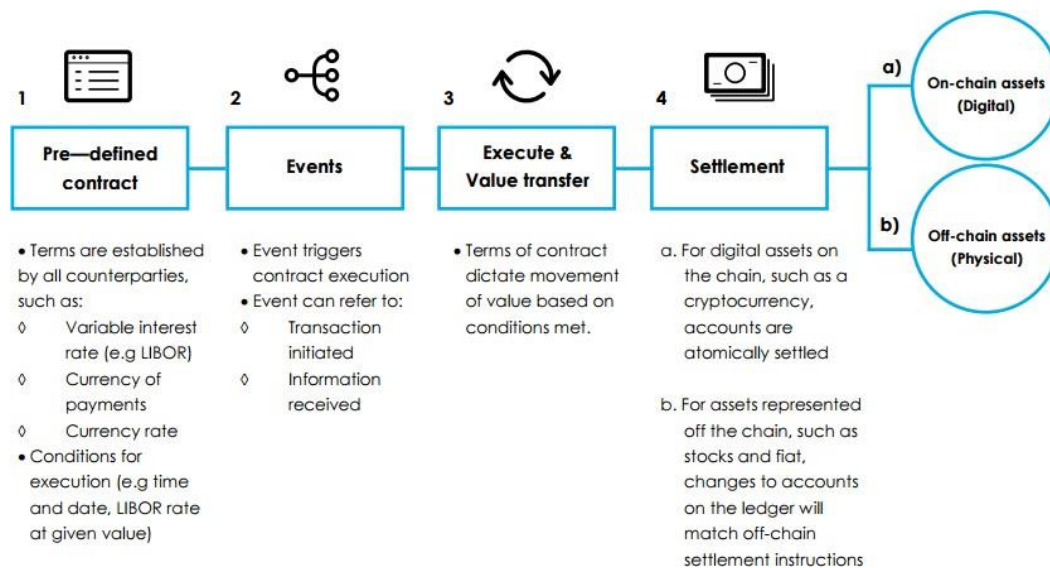 1
Pre—defined
contract
• Terms are established
by all counterparties,
such as:
◊ Variable interest
rate (e.g LIBOR)
◊ Currency of
payments
◊ Currency rate
• Conditions for
execution (e.g time
and date, LIBOR rate
at given value)
2
Events
• Event triggers
contract execution
• Event can refer to:
◊ Transaction
initiated
◊ Information
received
3
Execute &
Value transfer
• Terms of contract
dictate movement
of value based on
conditions met.
4
Settlement
a. For digital assets on
the chain, such as a
cryptocurrency,
accounts are
atomically settled
b. For assets represented
off the chain, such as
stocks and fiat,
changes to accounts
on the ledger will
match off-chain
settlement instructions
a)
On-chain assets
(Digital)
b)
Off-chain assets
(Physical)